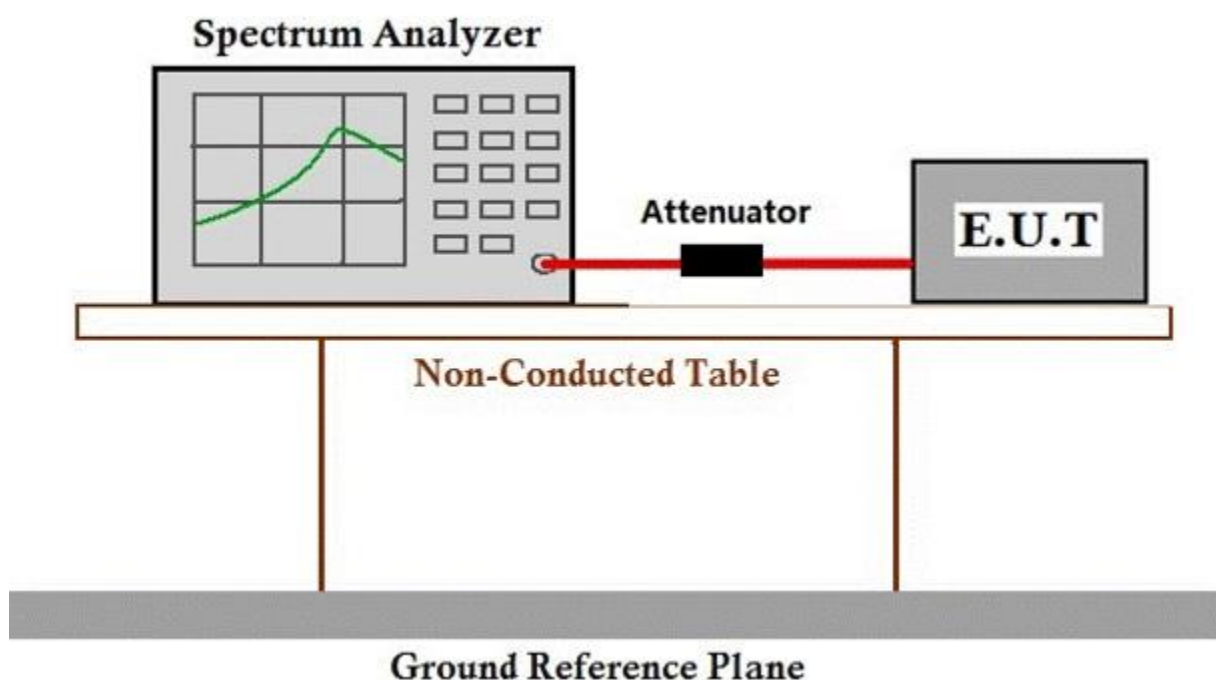 Spectrum Analyzer
Attenuator
E.U.T
Non-Conducted Table
Ground Reference Plane